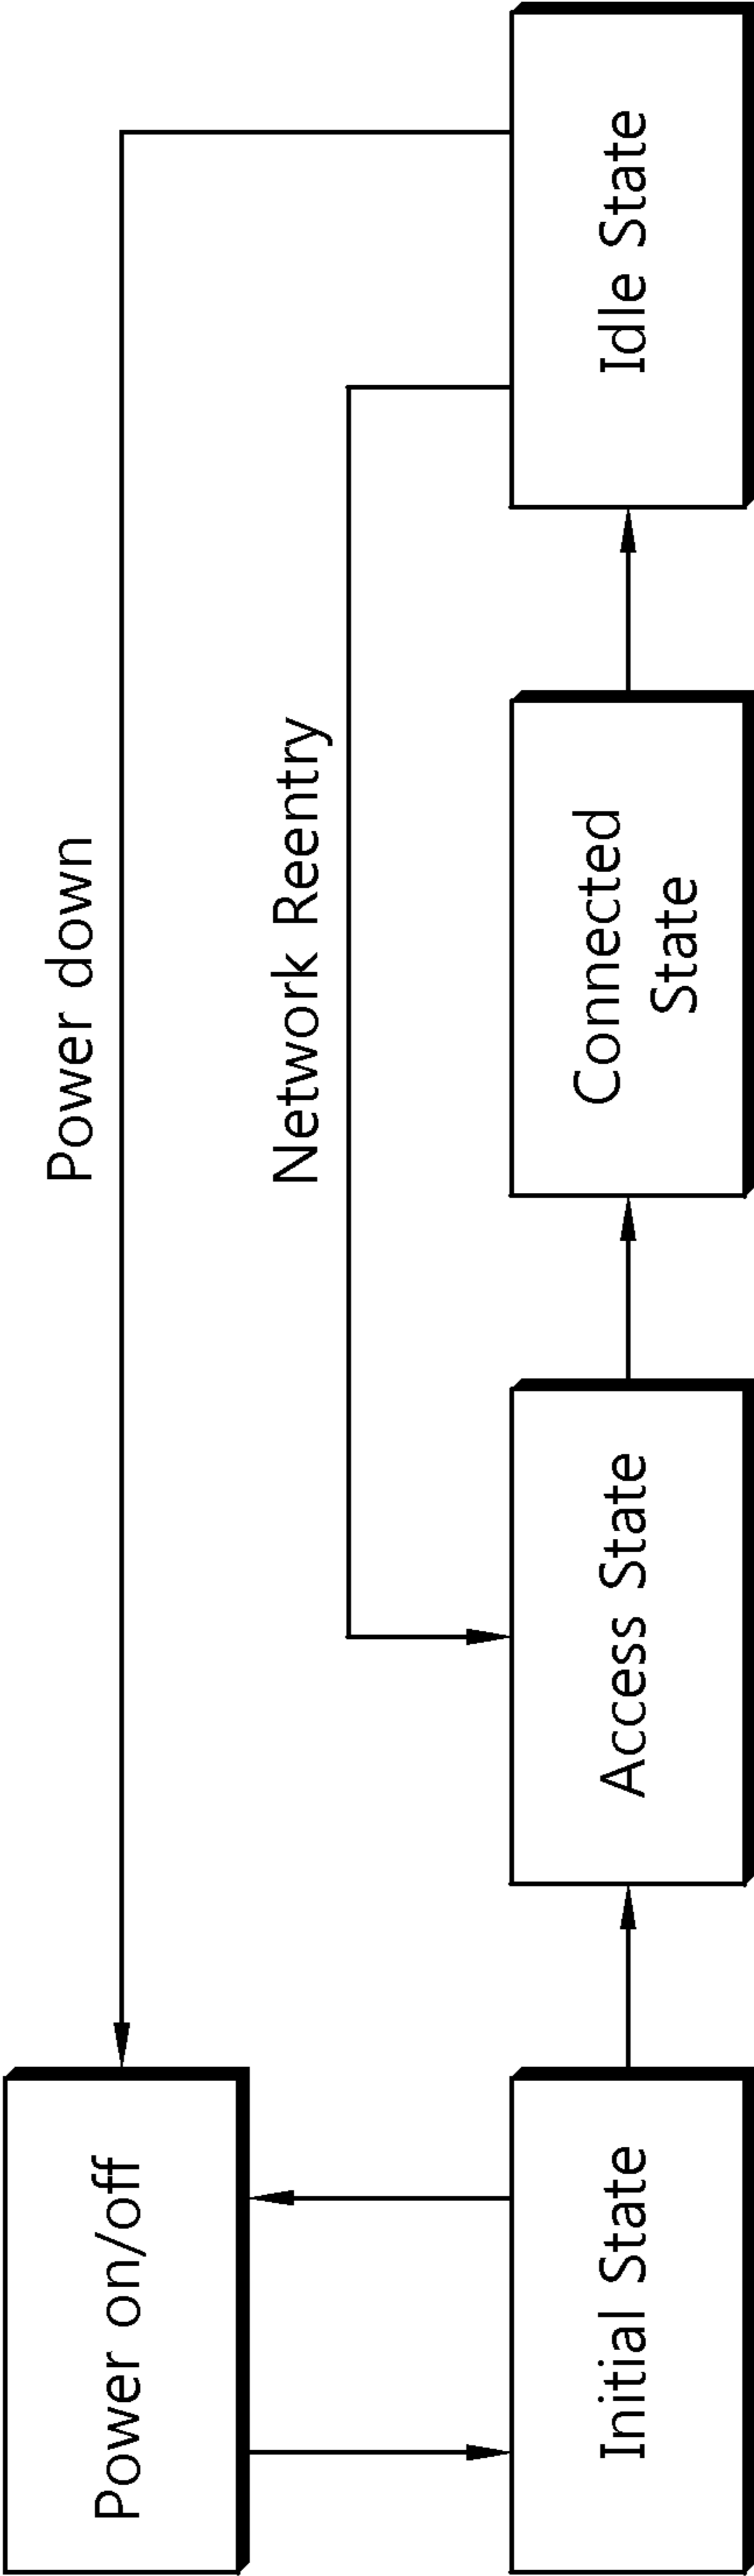 Power on/off
Power down
Network Reentry
Initial State
Access State
Connected
State
Idle State